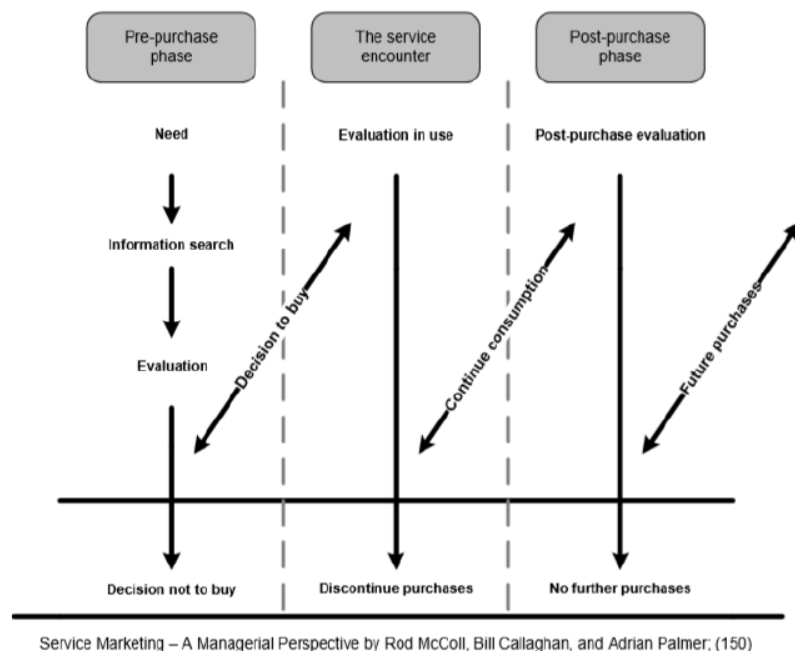 Pre-purchase
phase
The service
encounter
Post-purchase
phase
Need
Evaluation in use
Post-purchase evaluation
Information search
Evaluation
Decision to buy
Continue consumption
Future purchases
Decision not to buy
Discontinue purchases
No further purchases
Service Marketing – A Managerial Perspective by Rod McColl, Bill Callaghan, and Adrian Palmer; (150)